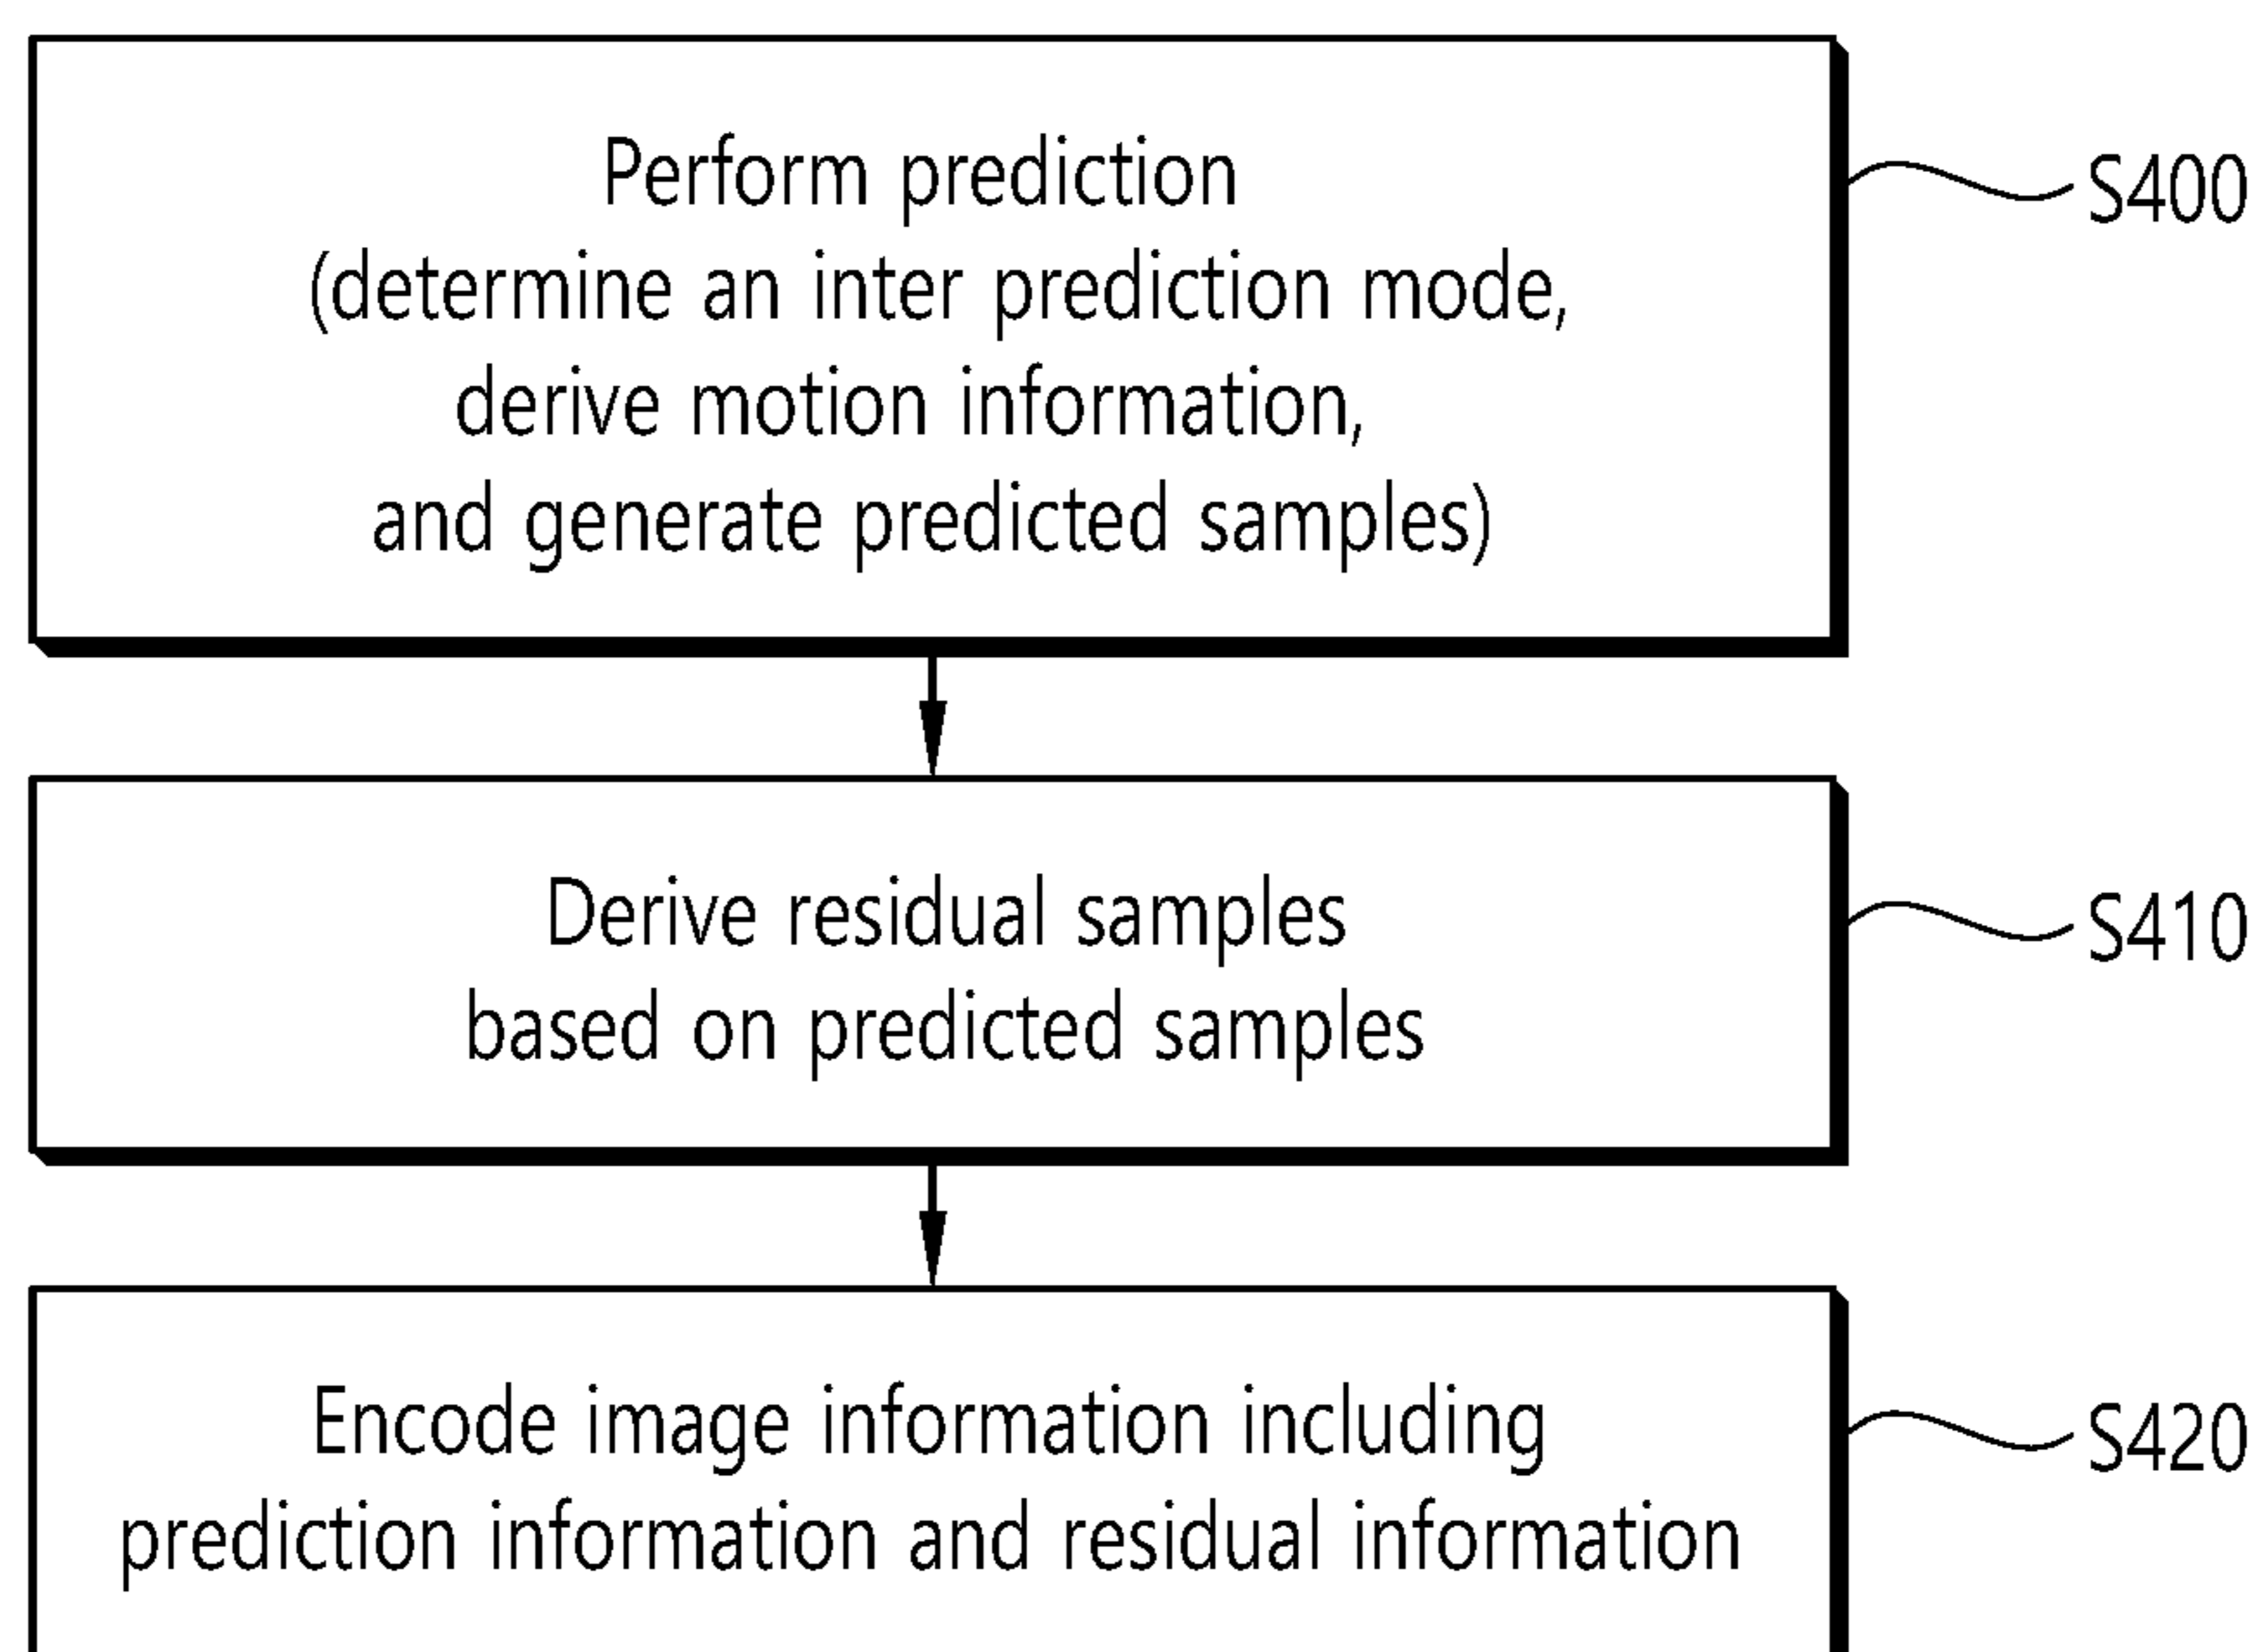 Perform prediction
(determine an inter prediction mode,
derive motion information,
and generate predicted samples)
S400
Derive residual samples
based on predicted samples
S410
Encode image information including
prediction information and residual information
S420